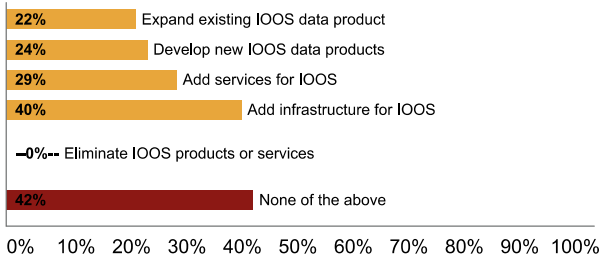 22% Expand existing IOOS data product
24% Develop new IOOS data products
29% Add services for IOOS
40% Add infrastructure for IOOS
--0%-- Eliminate IOOS products or services
42% None of the above
0% 10% 20% 30% 40% 50% 60% 70% 80% 90% 100%